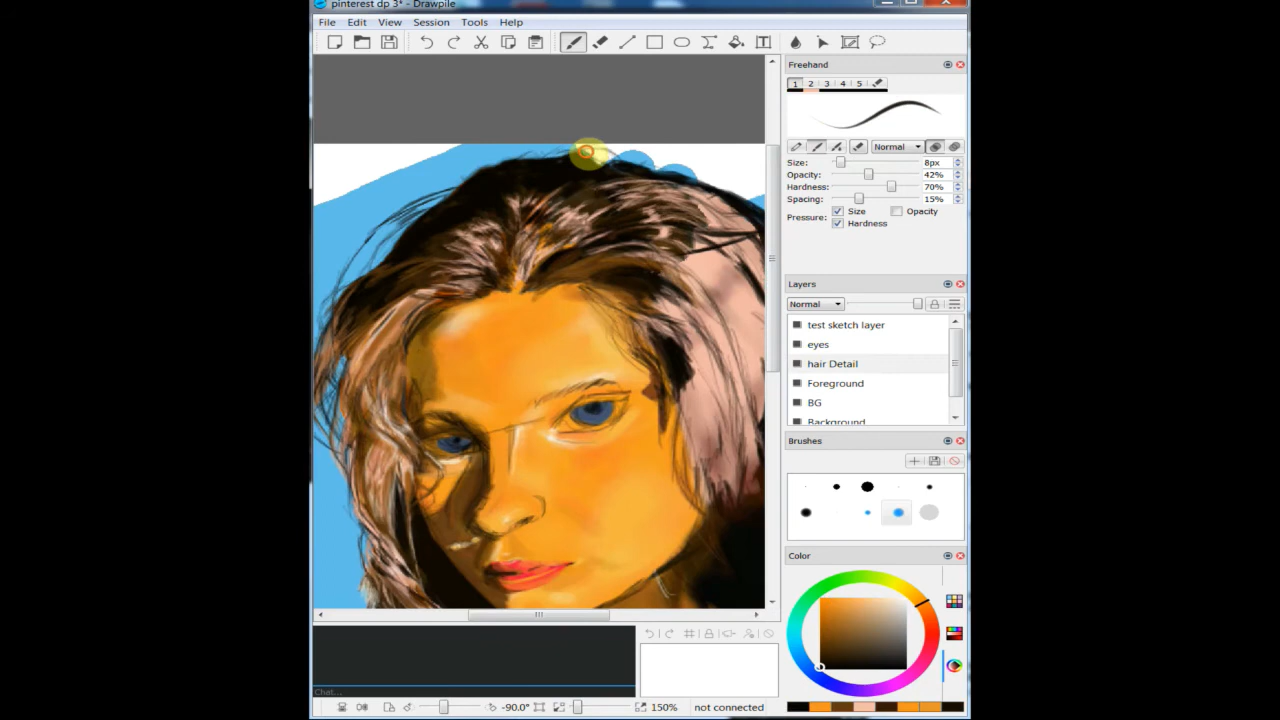 pinterest dp 3* - Drawpile
File Edit View Session Tools Help
Freehand
1 2 3 4 5
Normal
Size: 8px
Opacity: 42%
Hardness: 70%
Spacing: 15%
Pressure: Size Opacity
Hardness
Layers
Normal
test sketch layer
eyes
hair Detail
Foreground
BG
Background
Brushes
Color
Chat...
-90.0° 150% not connected